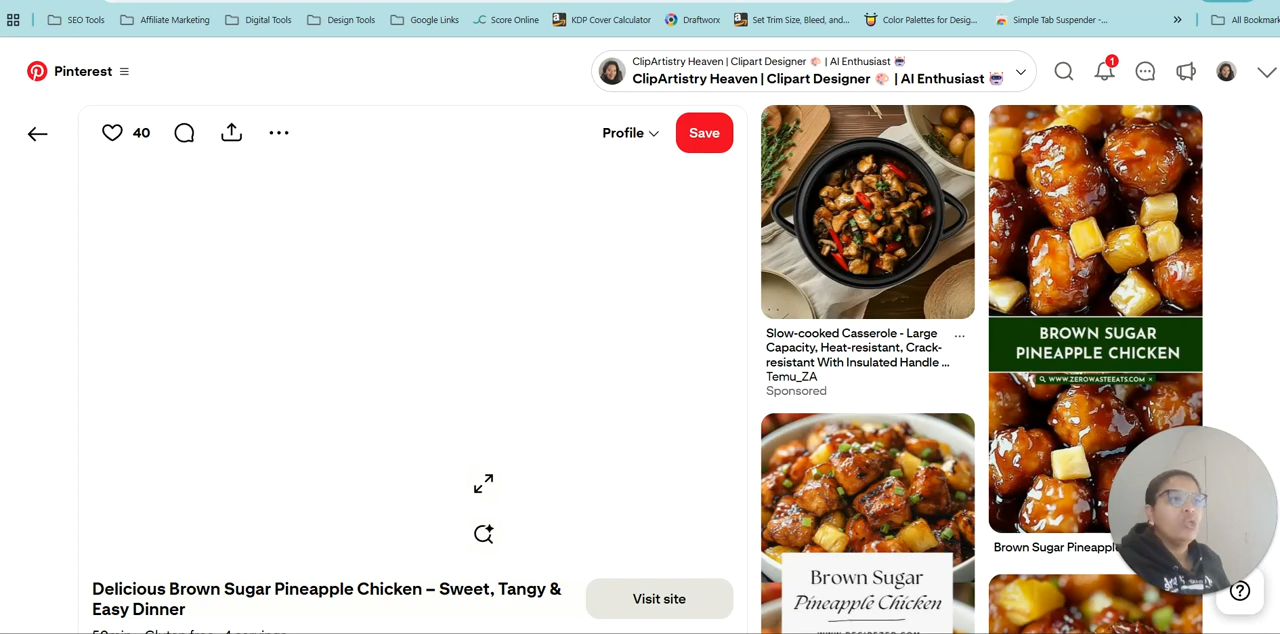 SEO Tools
Affiliate Marketing
Digital Tools
Design Tools
Google Links
Score Online
KDP Cover Calculator
Draftworx
Set Trim Size, Bleed, and...
Color Palettes for Desig...
Simple Tab Suspender -...
»
All Bookmark
Pinterest
ClipArtistry Heaven | Clipart Designer 🎨 | AI Enthusiast 🤖
ClipArtistry Heaven | Clipart Designer 🎨 | AI Enthusiast 🤖
1
40
Profile
Save
Slow-cooked Casserole - Large
Capacity, Heat-resistant, Crack-
resistant With Insulated Handle ...
Temu_ZA
Sponsored
BROWN SUGAR
PINEAPPLE CHICKEN
WWW.ZEROWASTEEATS.COM
Brown Sugar Pineapple
Brown Sugar
Pineapple Chicken
Delicious Brown Sugar Pineapple Chicken – Sweet, Tangy &
Easy Dinner
Visit site